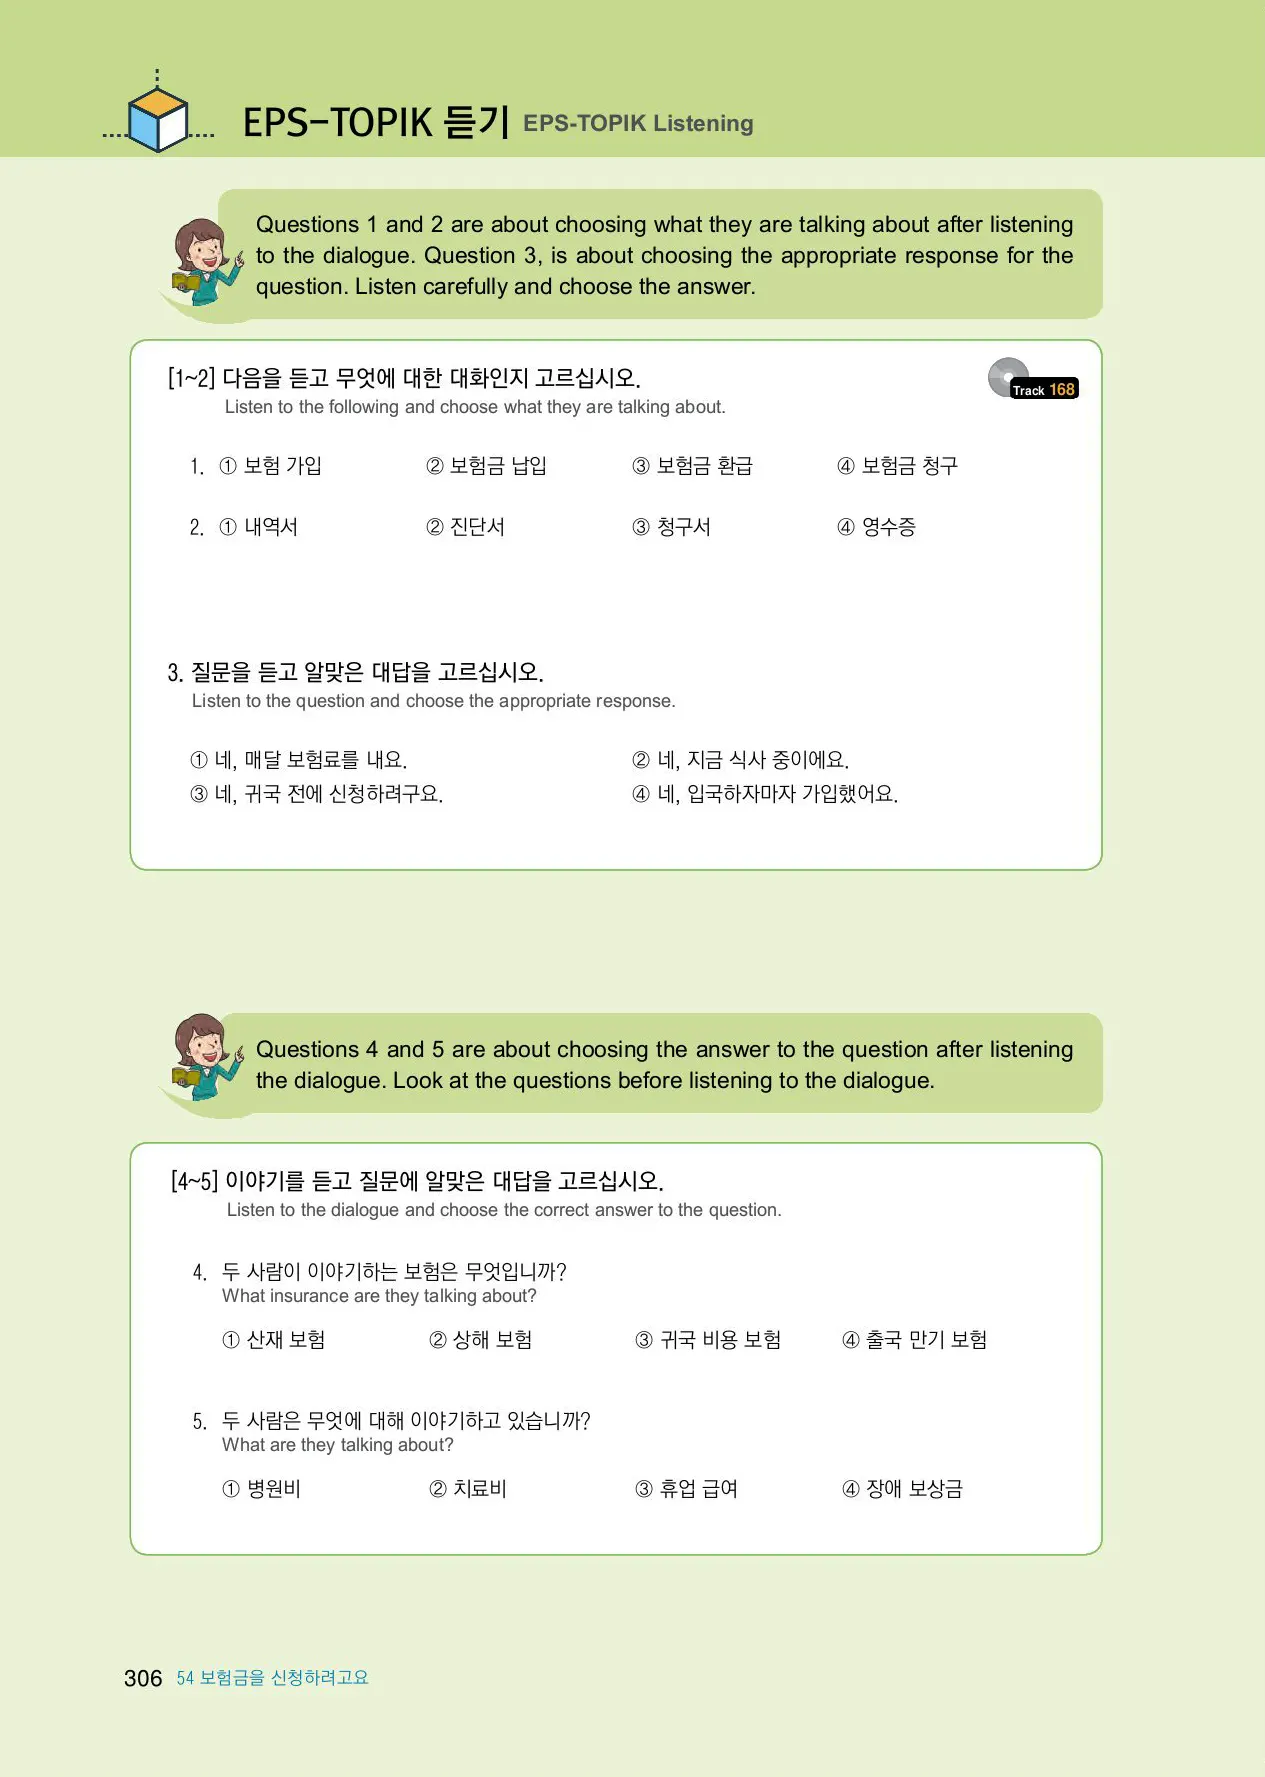 EPS-TOPIK 듣기 EPS-TOPIK Listening
Questions 1 and 2 are about choosing what they are talking about after listening
to the dialogue. Question 3, is about choosing the appropriate response for the
question. Listen carefully and choose the answer.
[1~2] 다음을 듣고 무엇에 대한 대화인지 고르십시오.
Track 168
Listen to the following and choose what they are talking about.
1. ① 보험 가입 ② 보험금 납입 ③ 보험금 환급 ④ 보험금 청구
2. ① 내역서 ② 진단서 ③ 청구서 ④ 영수증
3. 질문을 듣고 알맞은 대답을 고르십시오.
Listen to the question and choose the appropriate response.
① 네, 매달 보험료를 내요. ② 네, 지금 식사 중이에요.
③ 네, 귀국 전에 신청하려구요. ④ 네, 입국하자마자 가입했어요.
Questions 4 and 5 are about choosing the answer to the question after listening
the dialogue. Look at the questions before listening to the dialogue.
[4~5] 이야기를 듣고 질문에 알맞은 대답을 고르십시오.
Listen to the dialogue and choose the correct answer to the question.
4. 두 사람이 이야기하는 보험은 무엇입니까?
What insurance are they talking about?
① 산재 보험 ② 상해 보험 ③ 귀국 비용 보험 ④ 출국 만기 보험
5. 두 사람은 무엇에 대해 이야기하고 있습니까?
What are they talking about?
① 병원비 ② 치료비 ③ 휴업 급여 ④ 장애 보상금
306 54 보험금을 신청하려고요